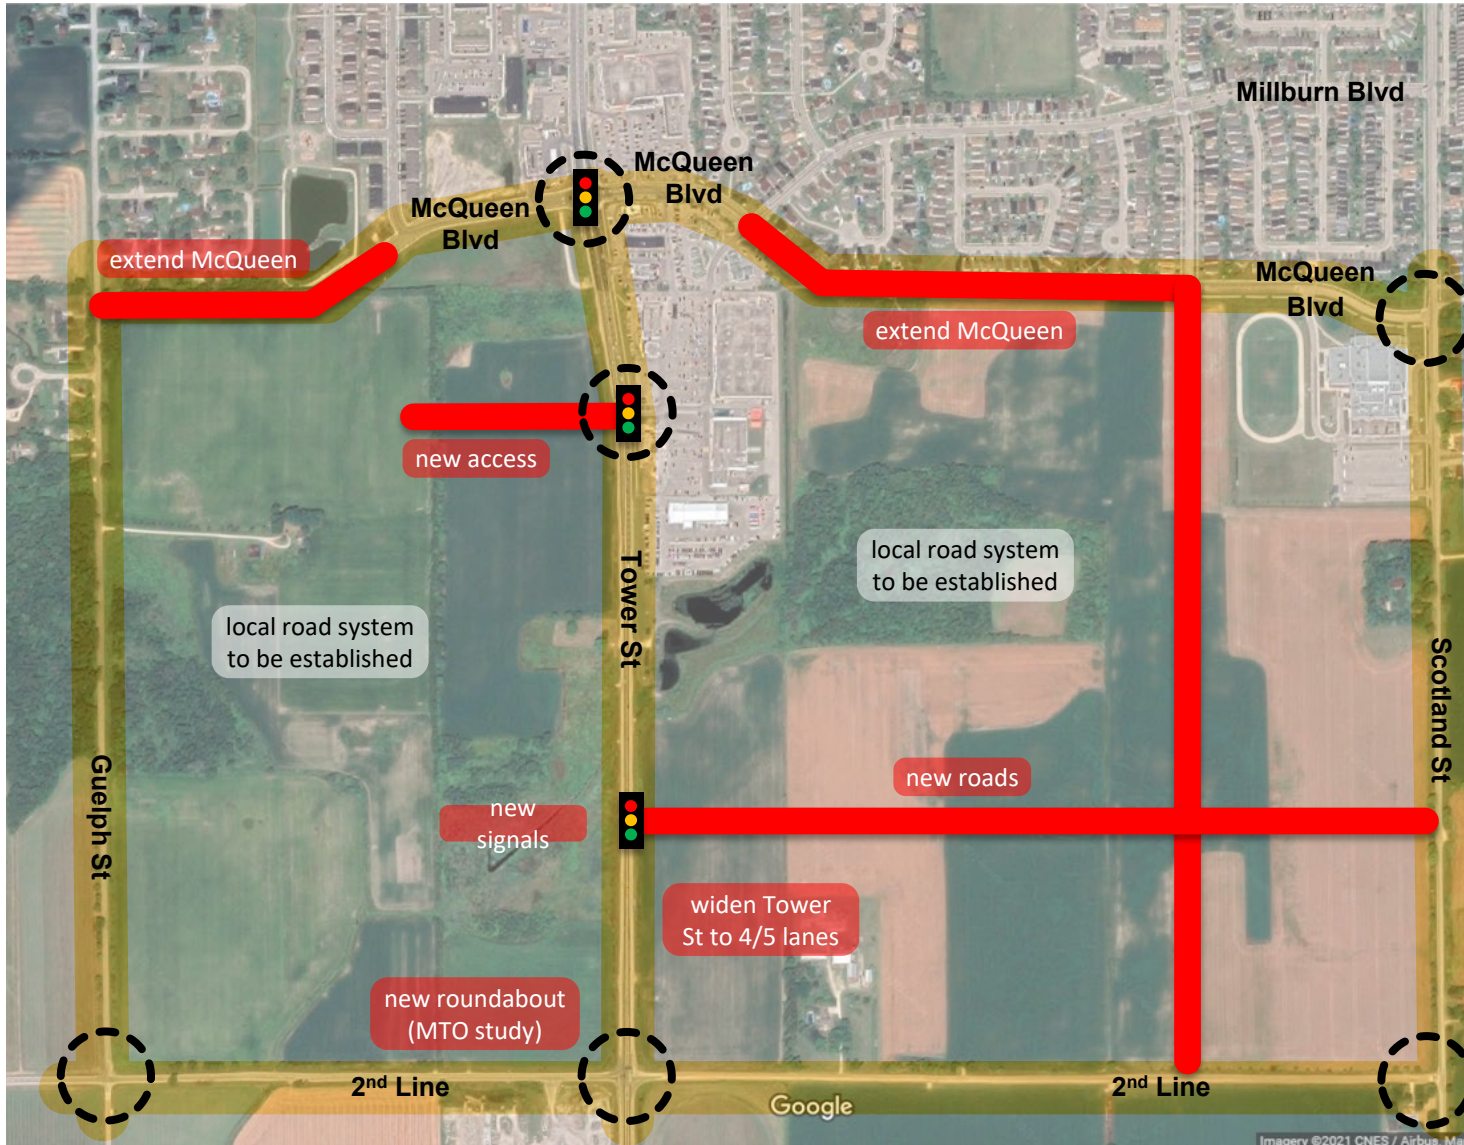 Millburn Blvd
McQueen
Blvd
McQueen
Blvd
extend McQueen
McQueen
Blvd
extend McQueen
new access
local road system
to be established
Tower St
local road system
to be established
Scotland St
Guelph St
new roads
new
signals
widen Tower
St to 4/5 lanes
new roundabout
(MTO study)
2nd Line
2nd Line
Google
Imagery ©2021 CNES / Airbus, Ma